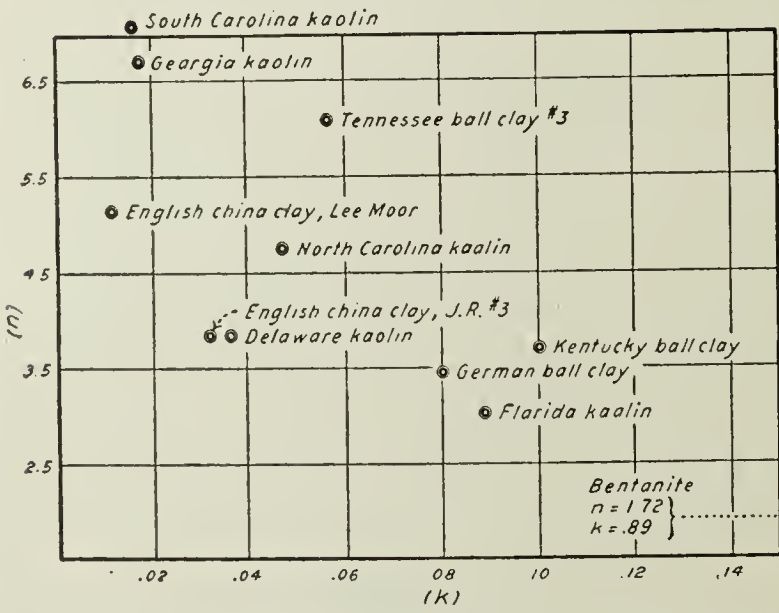 South Carolina kaolin
Georgia kaolin
6.5
Tennessee ball clay #3
5.5
English china clay, Lee Moor
North Carolina kaolin
4.5
(n)
English china clay, J.R. #3
Delaware kaolin
Kentucky ball clay
3.5
German ball clay
Florida kaolin
2.5
Bentanite
n = 1 72
k = .89
.02 .04 .06 .08 .10 .12 .14
(k)